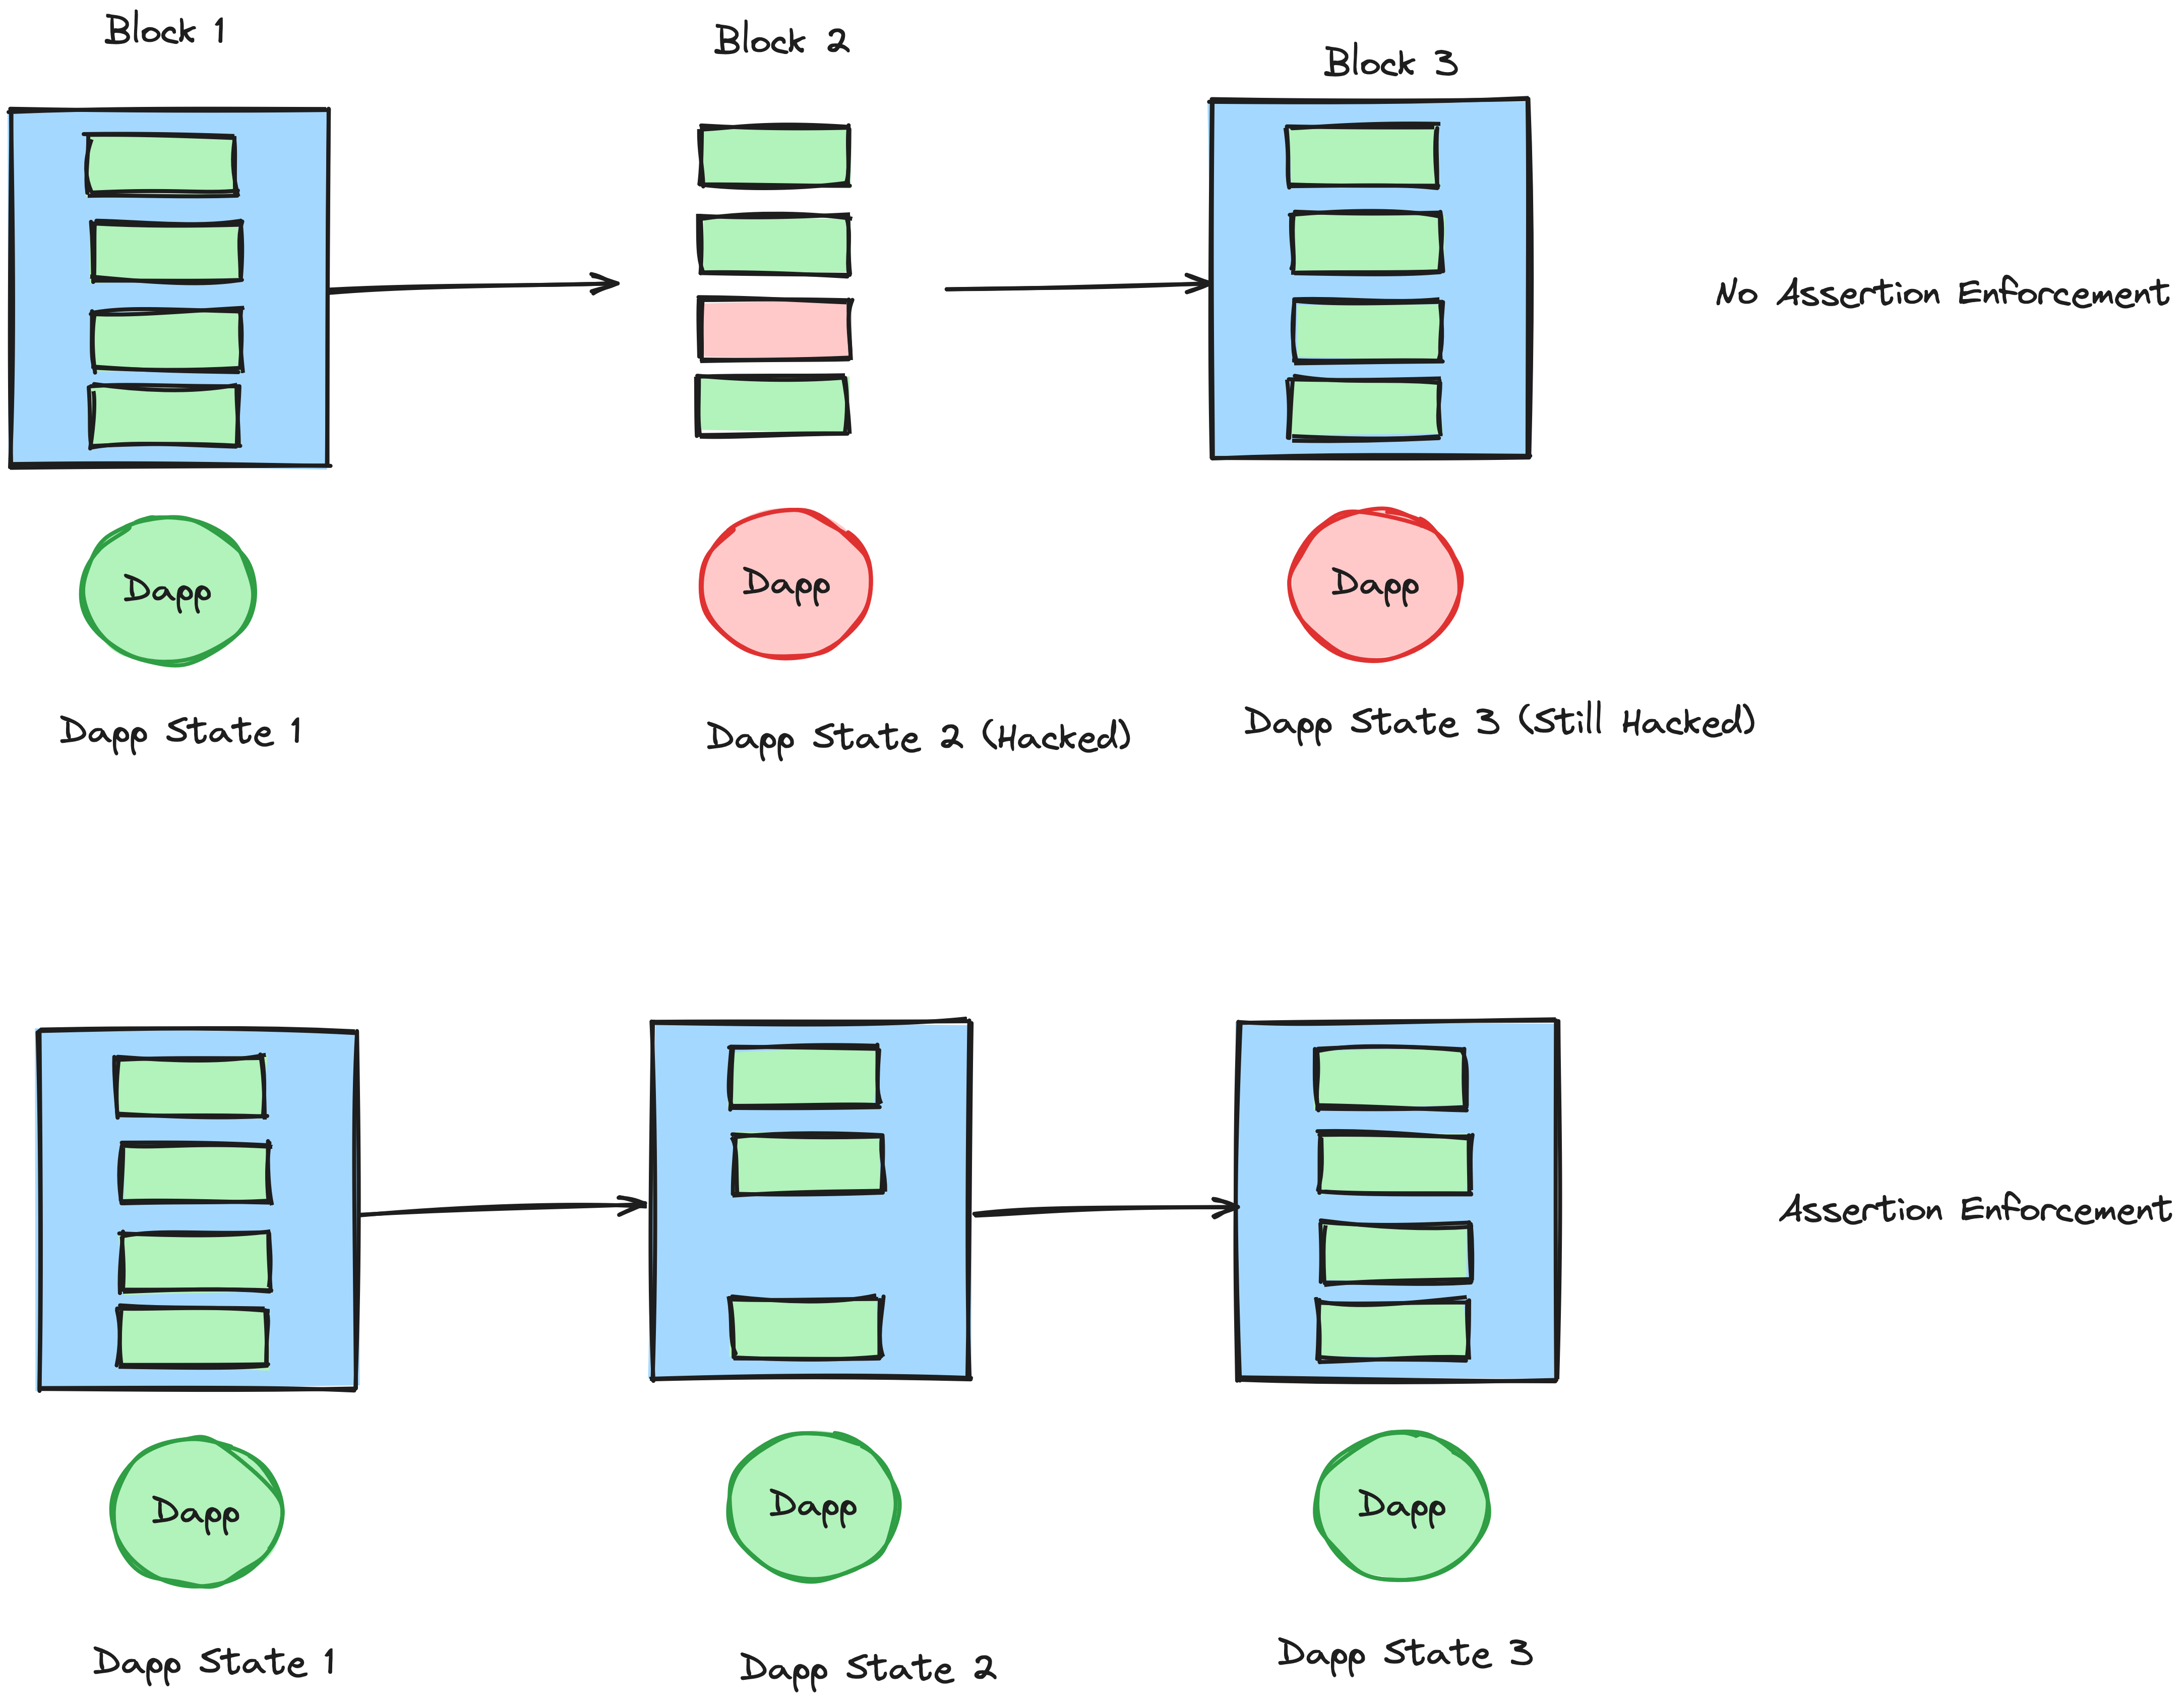 Block 1
Block 2
Block 3
No Assertion Enforcement
Dapp
Dapp
Dapp
Dapp State 1
Dapp State 2 (Hacked)
Dapp State 3 (Still Hacked)
Assertion Enforcement
Dapp
Dapp
Dapp
Dapp State 1
Dapp State 2
Dapp State 3